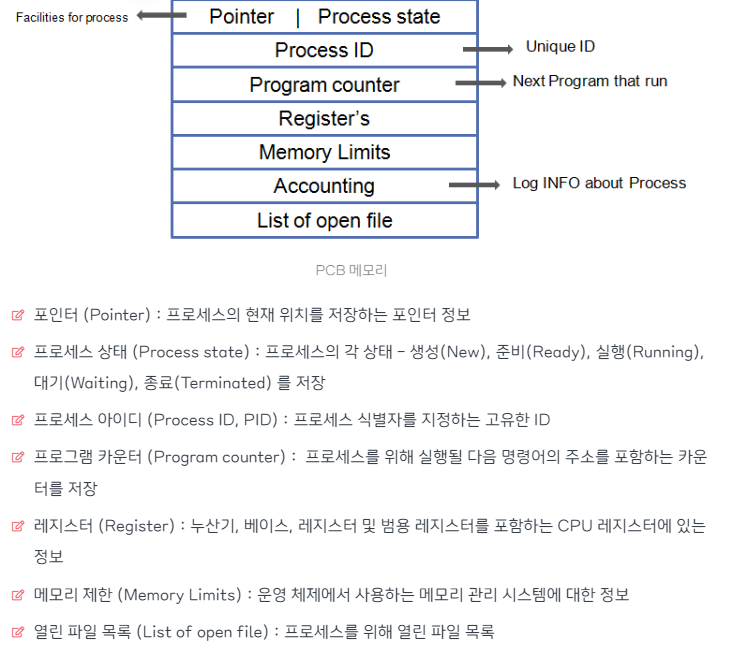 Facilities for process
Pointer | Process state
Process ID
Unique ID
Program counter
Next Program that run
Register's
Memory Limits
Accounting
Log INFO about Process
List of open file
PCB 메모리
포인터 (Pointer) : 프로세스의 현재 위치를 저장하는 포인터 정보
프로세스 상태 (Process state) : 프로세스의 각 상태 - 생성(New), 준비(Ready), 실행(Running),
대기(Waiting), 종료(Terminated) 를 저장
프로세스 아이디 (Process ID, PID) : 프로세스 식별자를 지정하는 고유한 ID
프로그램 카운터 (Program counter) : 프로세스를 위해 실행될 다음 명령어의 주소를 포함하는 카운
터를 저장
레지스터 (Register) : 누산기, 베이스, 레지스터 및 범용 레지스터를 포함하는 CPU 레지스터에 있는
정보
메모리 제한 (Memory Limits) : 운영 체제에서 사용하는 메모리 관리 시스템에 대한 정보
열린 파일 목록 (List of open file) : 프로세스를 위해 열린 파일 목록